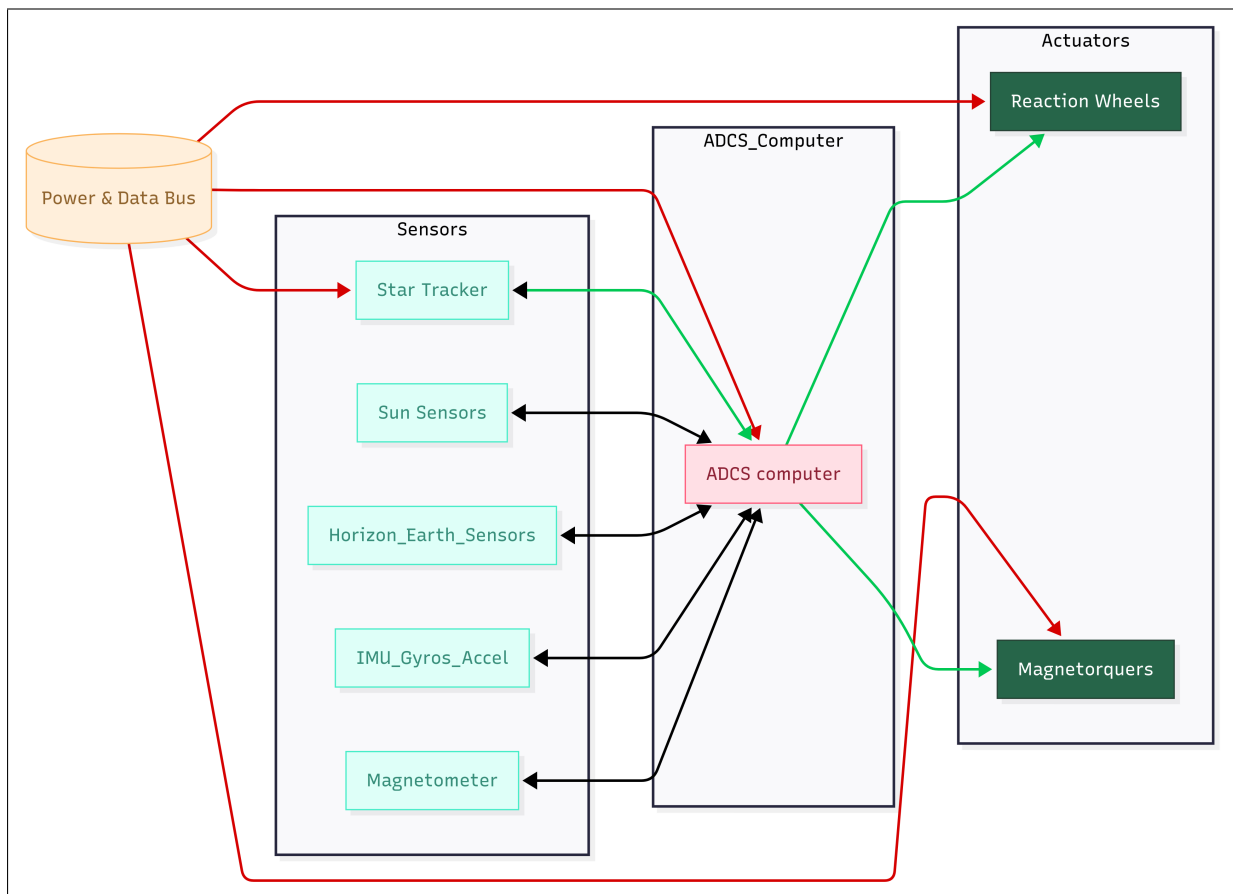 Actuators
Reaction Wheels
ADCS_Computer
Power & Data Bus
Sensors
Star Tracker
Sun Sensors
ADCS computer
Horizon_Earth_Sensors
IMU_Gyros_Accel
Magnetorquers
Magnetometer